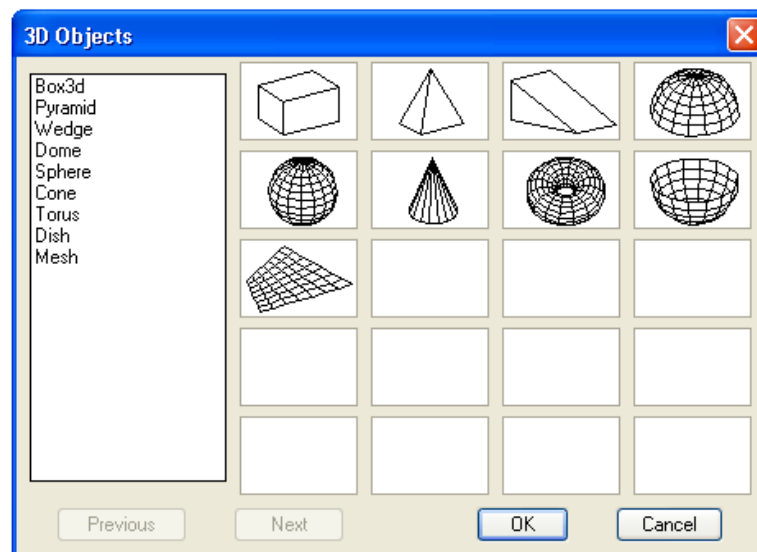 3D Objects
Box3d
Pyramid
Wedge
Dome
Sphere
Cone
Torus
Dish
Mesh
Previous
Next
OK
Cancel